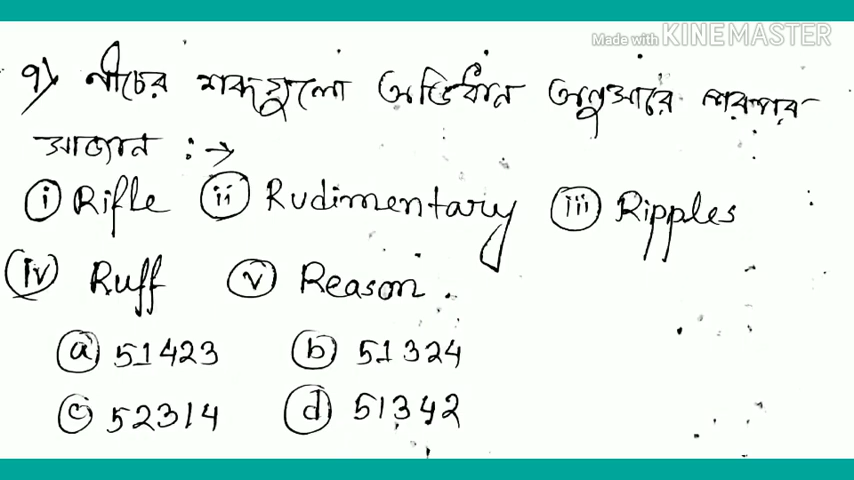 Made with KINEMASTER
৭) নীচের শব্দগুলো অভিধান অনুসারে পরপর
সাজান :→
(i) Rifle (ii) Rudimentary (iii) Ripples
(iv) Ruff (v) Reason.
(a) 51423 (b) 51324
(c) 52314 (d) 51342